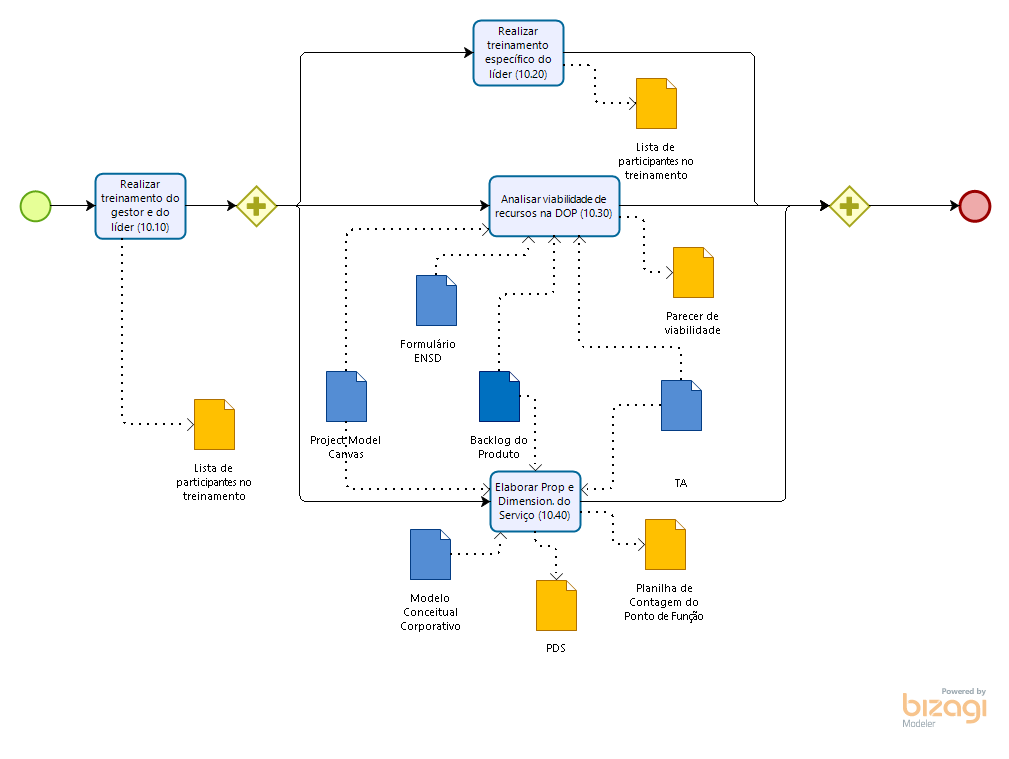 Realizar
treinamento
específico do
líder (10.20)
Lista de
participantes no
treinamento
Realizar
treinamento do
gestor e do
líder (10.10)
Analisar viabilidade de
recursos na DOP (10.30)
Parecer de
viabilidade
Formulário
ENSD
Project Model
Canvas
Backlog do
Produto
Lista de
participantes no
treinamento
TA
Elaborar Prop e
Dimension. do
Serviço (10.40)
Modelo
Conceitual
Corporativo
Planilha de
Contagem do
Ponto de Função
PDS
Powered by
bizagi
Modeler